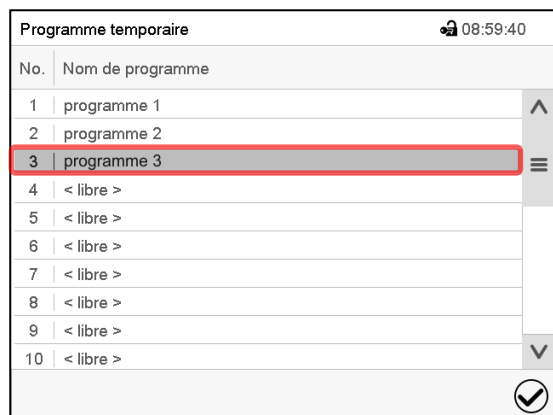 Programme temporaire 08:59:40
No. Nom de programme
1 programme 1
2 programme 2
3 programme 3
4 < libre >
5 < libre >
6 < libre >
7 < libre >
8 < libre >
9 < libre >
10 < libre >